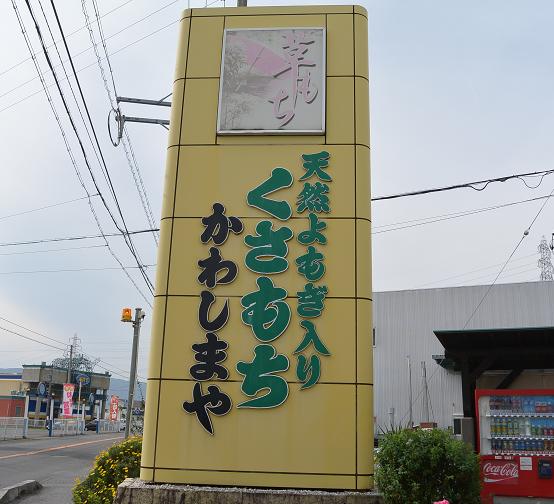 草もち
天然よもぎ入り
くさもち
かわしまや
Coca-Cola